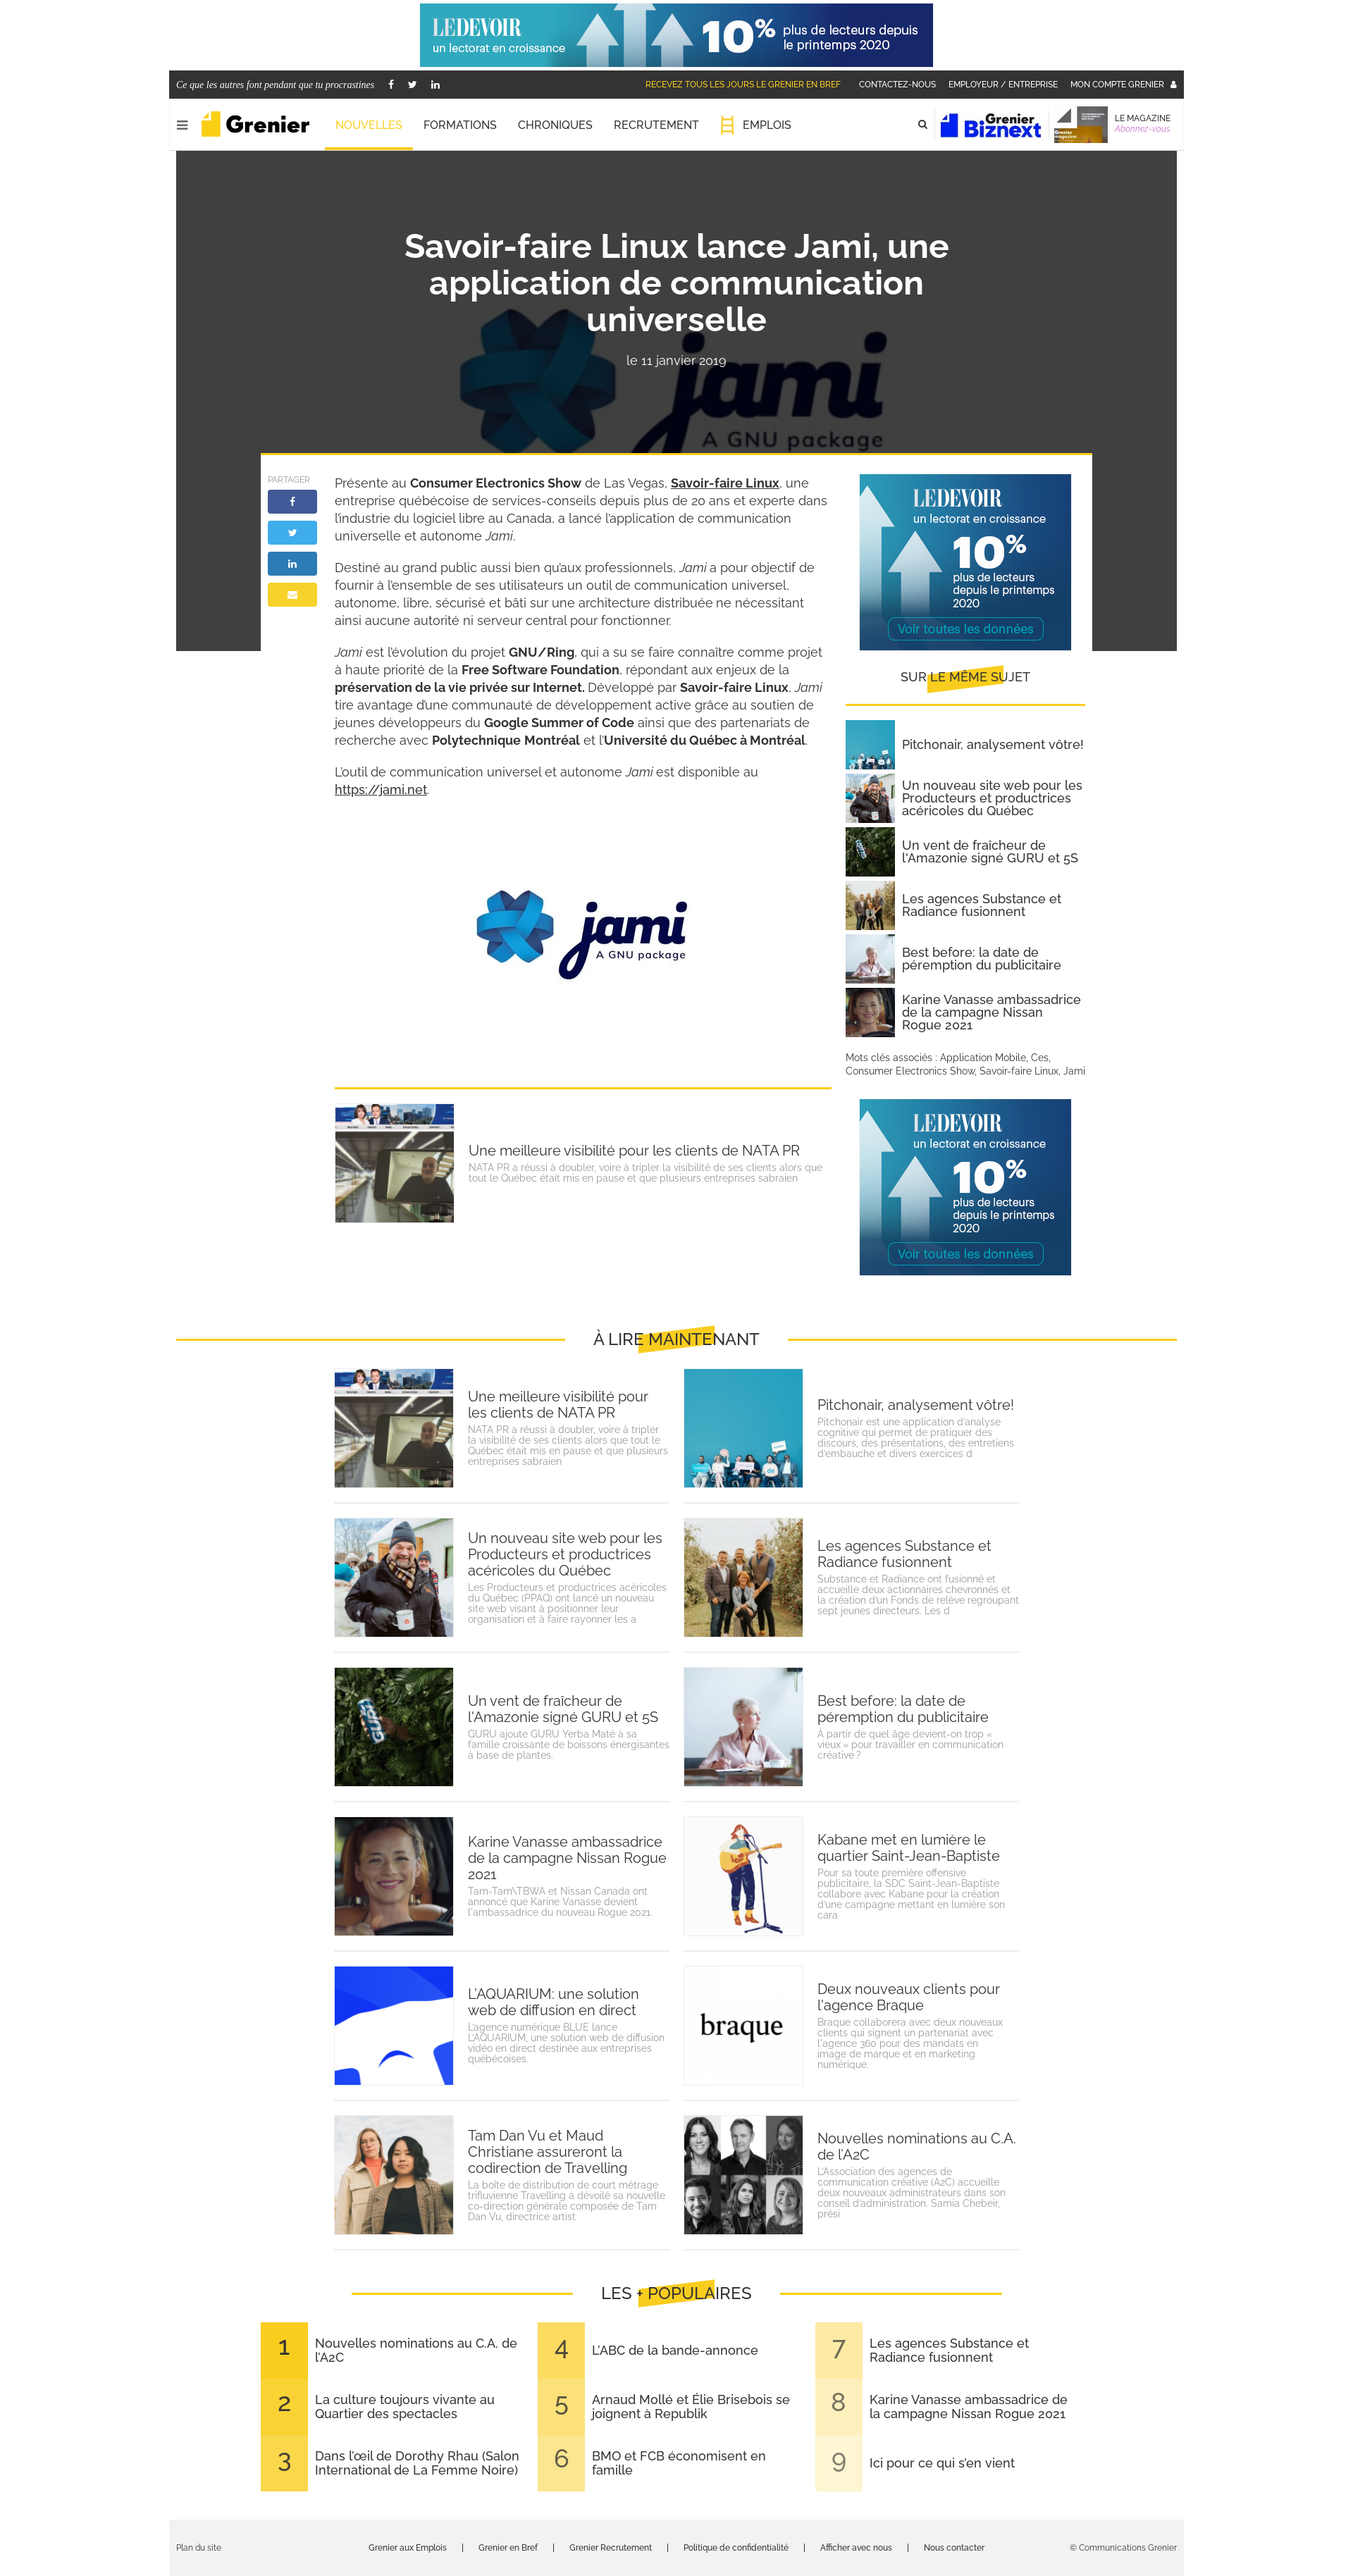 LE DEVOIR
un lectorat en croissance
10%
plus de lecteurs depuis
le printemps 2020
Ce que les autres font pendant que tu procrastines
RECEVEZ TOUS LES JOURS LE GRENIER EN BREF
CONTACTEZ-NOUS
EMPLOYEUR / ENTREPRISE
MON COMPTE GRENIER
Grenier
NOUVELLES
FORMATIONS
CHRONIQUES
RECRUTEMENT
EMPLOIS
Grenier
Biznext
LE MAGAZINE
Abonnez-vous
Savoir-faire Linux lance Jami, une
application de communication
universelle
le 11 janvier 2019
jami
A GNU package
PARTAGER
Présente au Consumer Electronics Show de Las Vegas, Savoir-faire Linux, une
entreprise québécoise de services-conseils depuis plus de 20 ans et experte dans
l'industrie du logiciel libre au Canada, a lancé l'application de communication
universelle et autonome Jami.
Destiné au grand public aussi bien qu'aux professionnels, Jami a pour objectif de
fournir à l'ensemble de ses utilisateurs un outil de communication universel,
autonome, libre, sécurisé et bâti sur une architecture distribuée ne nécessitant
ainsi aucune autorité ni serveur central pour fonctionner.
Jami est l'évolution du projet GNU/Ring, qui a su se faire connaître comme projet
à haute priorité de la Free Software Foundation, répondant aux enjeux de la
préservation de la vie privée sur Internet. Développé par Savoir-faire Linux, Jami
tire avantage d'une communauté de développement active grâce au soutien de
jeunes développeurs du Google Summer of Code ainsi que des partenariats de
recherche avec Polytechnique Montréal et l'Université du Québec à Montréal.
L'outil de communication universel et autonome Jami est disponible au
https://jami.net.
jami
A GNU package
LE DEVOIR
un lectorat en croissance
10%
plus de lecteurs
depuis le printemps
2020
Voir toutes les données
SUR LE MÊME SUJET
Pitchonair, analysement vôtre!
Un nouveau site web pour les
Producteurs et productrices
acéricoles du Québec
Un vent de fraîcheur de
l'Amazonie signé GURU et 5S
Les agences Substance et
Radiance fusionnent
Best before: la date de
péremption du publicitaire
Karine Vanasse ambassadrice
de la campagne Nissan
Rogue 2021
Mots clés associés : Application Mobile, Ces,
Consumer Electronics Show, Savoir-faire Linux, Jami
LE DEVOIR
un lectorat en croissance
10%
plus de lecteurs
depuis le printemps
2020
Voir toutes les données
Une meilleure visibilité pour les clients de NATA PR
NATA PR a réussi à doubler, voire à tripler la visibilité de ses clients alors que
tout le Québec était mis en pause et que plusieurs entreprises sabraien
À LIRE MAINTENANT
Une meilleure visibilité pour
les clients de NATA PR
NATA PR a réussi à doubler, voire à tripler
la visibilité de ses clients alors que tout le
Québec était mis en pause et que plusieurs
entreprises sabraien
Pitchonair, analysement vôtre!
Pitchonair est une application d'analyse
cognitive qui permet de pratiquer des
discours, des présentations, des entretiens
d'embauche et divers exercices d
Un nouveau site web pour les
Producteurs et productrices
acéricoles du Québec
Les Producteurs et productrices acéricoles
du Québec (PPAQ) ont lancé un nouveau
site web visant à positionner leur
organisation et à faire rayonner les a
Les agences Substance et
Radiance fusionnent
Substance et Radiance ont fusionné et
accueille deux actionnaires chevronnés et
la création d'un Fonds de relève regroupant
sept jeunes directeurs. Les d
Un vent de fraîcheur de
l'Amazonie signé GURU et 5S
GURU ajoute GURU Yerba Maté à sa
famille croissante de boissons énergisantes
à base de plantes.
GURU
Best before: la date de
péremption du publicitaire
À partir de quel âge devient-on trop «
vieux » pour travailler en communication
créative ?
Karine Vanasse ambassadrice
de la campagne Nissan Rogue
2021
Tam-Tam\TBWA et Nissan Canada ont
annoncé que Karine Vanasse devient
l'ambassadrice du nouveau Rogue 2021.
Kabane met en lumière le
quartier Saint-Jean-Baptiste
Pour sa toute première offensive
publicitaire, la SDC Saint-Jean-Baptiste
collabore avec Kabane pour la création
d'une campagne mettant en lumière son
cara
L'AQUARIUM: une solution
web de diffusion en direct
L'agence numérique BLUE lance
L'AQUARIUM, une solution web de diffusion
vidéo en direct destinée aux entreprises
québécoises.
braque
Deux nouveaux clients pour
l'agence Braque
Braque collaborera avec deux nouveaux
clients qui signent un partenariat avec
l'agence 360 pour des mandats en
image de marque et en marketing
numérique.
Tam Dan Vu et Maud
Christiane assureront la
codirection de Travelling
La boîte de distribution de court métrage
trifluvienne Travelling a dévoilé sa nouvelle
co-direction générale composée de Tam
Dan Vu, directrice artist
Nouvelles nominations au C.A.
de l'A2C
L'Association des agences de
communication créative (A2C) accueille
deux nouveaux administrateurs dans son
conseil d'administration. Samia Chebeir,
prési
LES + POPULAIRES
1
Nouvelles nominations au C.A. de
l'A2C
2
La culture toujours vivante au
Quartier des spectacles
3
Dans l'œil de Dorothy Rhau (Salon
International de La Femme Noire)
4
L'ABC de la bande-annonce
5
Arnaud Mollé et Élie Brisebois se
joignent à Republik
6
BMO et FCB économisent en
famille
7
Les agences Substance et
Radiance fusionnent
8
Karine Vanasse ambassadrice de
la campagne Nissan Rogue 2021
9
Ici pour ce qui s'en vient
Plan du site
Grenier aux Emplois | Grenier en Bref | Grenier Recrutement | Politique de confidentialité | Afficher avec nous | Nous contacter
© Communications Grenier